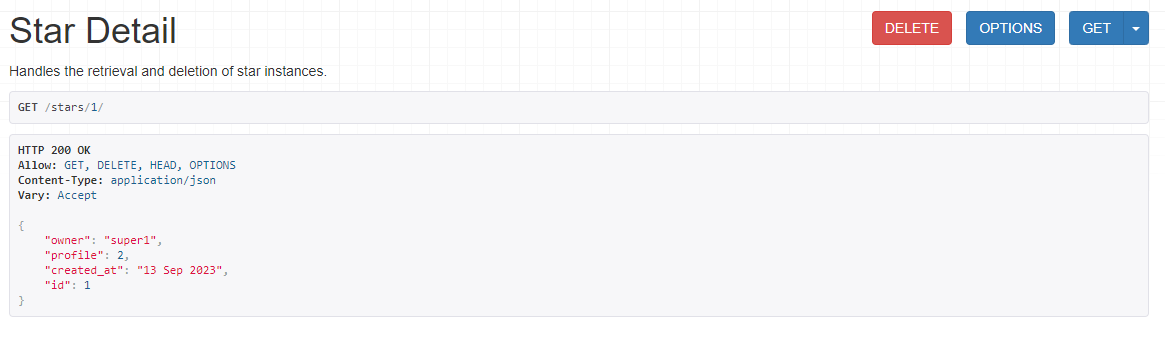 Star Detail
DELETE
OPTIONS
GET
Handles the retrieval and deletion of star instances.
GET /stars/1/
HTTP 200 OK
Allow: GET, DELETE, HEAD, OPTIONS
Content-Type: application/json
Vary: Accept
{
    "owner": "super1",
    "profile": 2,
    "created_at": "13 Sep 2023",
    "id": 1
}